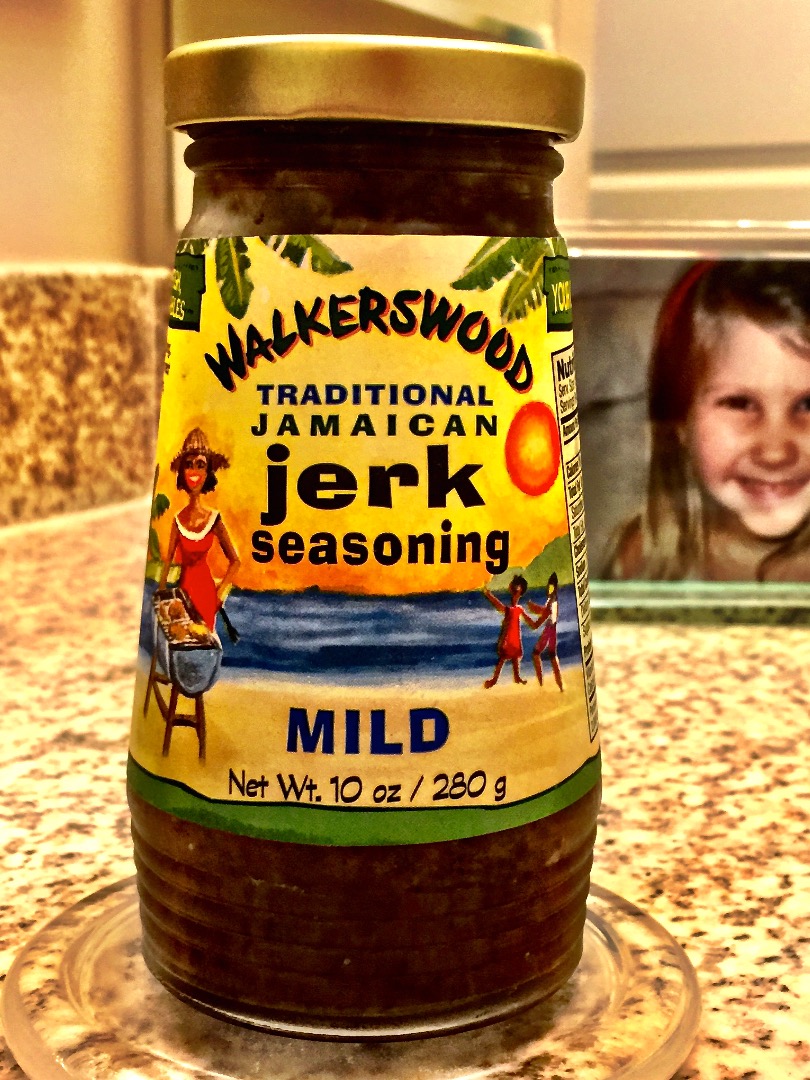 WALKERSWOOD
TRADITIONAL
JAMAICAN
jerk
seasoning
MILD
Net Wt. 10 oz / 280 g